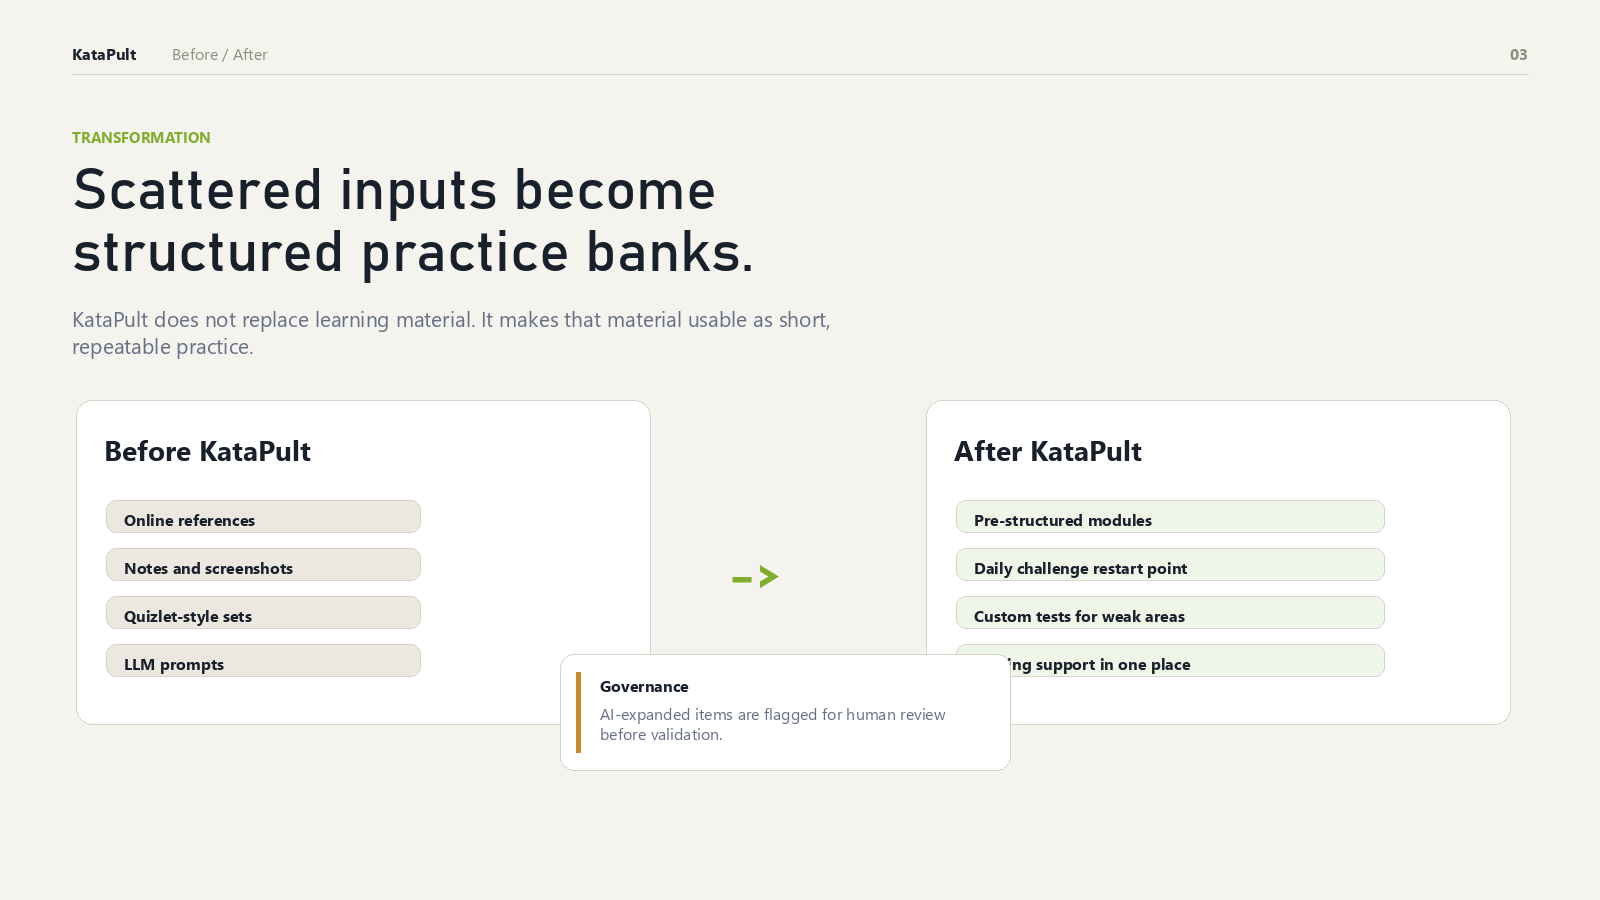 KataPult
Before / After
03
TRANSFORMATION
Scattered inputs become
structured practice banks.
KataPult does not replace learning material. It makes that material usable as short,
repeatable practice.
Before KataPult
Online references
Notes and screenshots
Quizlet-style sets
LLM prompts
->
After KataPult
Pre-structured modules
Daily challenge restart point
Custom tests for weak areas
support in one place
Governance
AI-expanded items are flagged for human review
before validation.